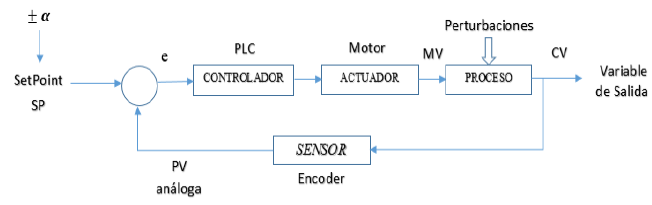 ± α
SetPoint
SP
e
PLC
CONTROLADOR
Motor
ACTUADOR
MV
Perturbaciones
PROCESO
CV
Variable
de Salida
SENSOR
Encoder
PV
análoga